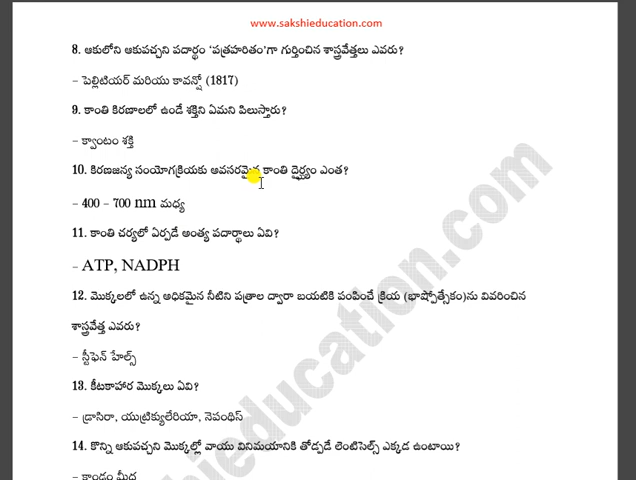 www.sakshieducation.com
8. ఆకులోని ఆకుపచ్చని పదార్థం 'పత్రహరితం'గా గుర్తించిన శాస్త్రవేత్తలు ఎవరు?
– పెల్లిటియర్ మరియు కావన్షో (1817)
9. కాంతి కిరణాలలో ఉండే శక్తిని ఏమని పిలుస్తారు?
– క్వాంటం శక్తి
10. కిరణజన్య సంయోగక్రియకు అవసరమైన కాంతి దైర్ఘ్యం ఎంత?
– 400 – 700 nm మధ్య
11. కాంతి చర్యలో ఏర్పడే అంత్య పదార్థాలు ఏవి?
– ATP, NADPH
12. మొక్కలలో ఉన్న అధికమైన నీటిని పత్రాల ద్వారా బయటికి పంపించే క్రియ (భాష్పోత్సేకం)ను వివరించిన
శాస్త్రవేత్త ఎవరు?
– స్టీఫెన్ హేల్స్
13. కీటకాహార మొక్కలు ఏవి?
– డ్రాసిరా, యుట్రిక్యులేరియా, నెపంథిస్
14. కొన్ని ఆకుపచ్చని మొక్కల్లో వాయు వినిమయానికి తోడ్పడే లెంటిసెల్స్ ఎక్కడ ఉంటాయి?
– కాండం మీద
sakshieducation.com